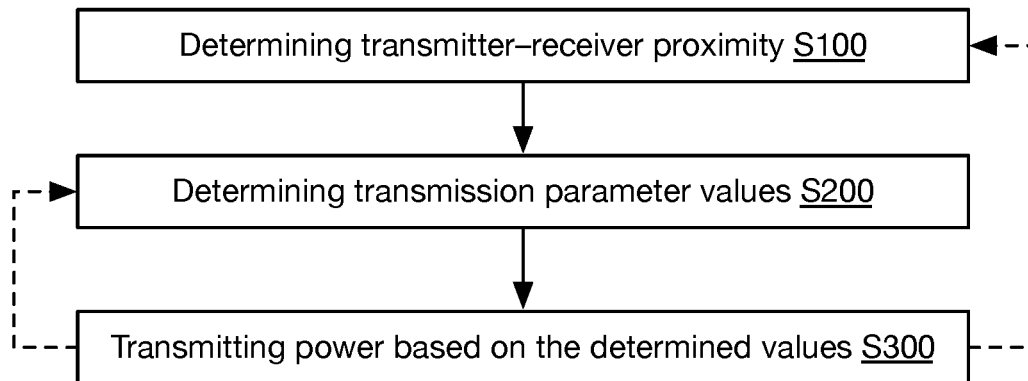 Determining transmitter–receiver proximity S100
Determining transmission parameter values S200
Transmitting power based on the determined values S300